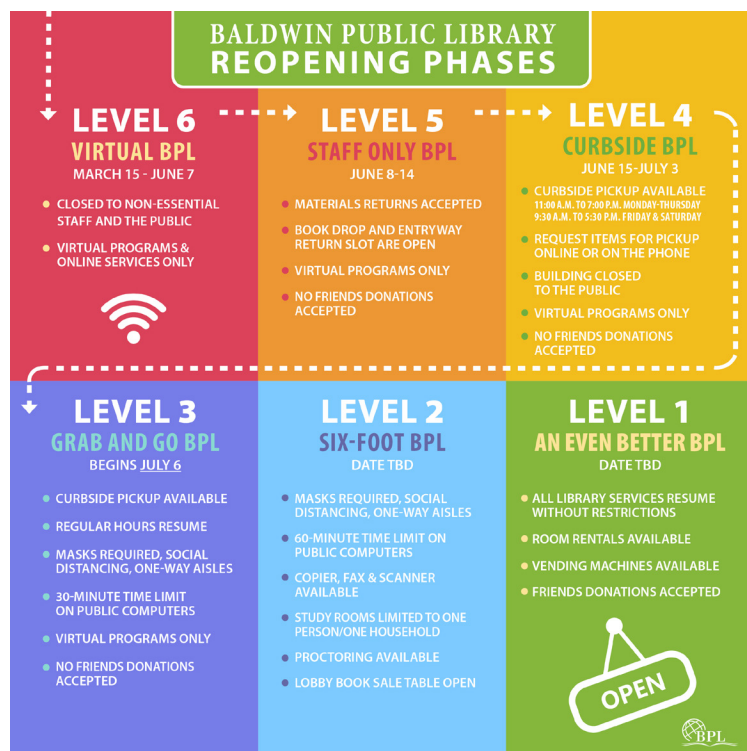 BALDWIN PUBLIC LIBRARY
REOPENING PHASES
LEVEL 6
VIRTUAL BPL
MARCH 15 - JUNE 7
CLOSED TO NON-ESSENTIAL
STAFF AND THE PUBLIC
VIRTUAL PROGRAMS &
ONLINE SERVICES ONLY
LEVEL 5
STAFF ONLY BPL
JUNE 8-14
MATERIALS RETURNS ACCEPTED
BOOK DROP AND ENTRYWAY
RETURN SLOT ARE OPEN
VIRTUAL PROGRAMS ONLY
NO FRIENDS DONATIONS
ACCEPTED
LEVEL 4
CURBSIDE BPL
JUNE 15-JULY 3
CURBSIDE PICKUP AVAILABLE
11:00 A.M. TO 7:00 P.M. MONDAY-THURSDAY
9:30 A.M. TO 5:30 P.M. FRIDAY & SATURDAY
REQUEST ITEMS FOR PICKUP
ONLINE OR ON THE PHONE
BUILDING CLOSED
TO THE PUBLIC
VIRTUAL PROGRAMS ONLY
NO FRIENDS DONATIONS
ACCEPTED
LEVEL 3
GRAB AND GO BPL
BEGINS JULY 6
CURBSIDE PICKUP AVAILABLE
REGULAR HOURS RESUME
MASKS REQUIRED, SOCIAL
DISTANCING, ONE-WAY AISLES
30-MINUTE TIME LIMIT
ON PUBLIC COMPUTERS
VIRTUAL PROGRAMS ONLY
NO FRIENDS DONATIONS
ACCEPTED
LEVEL 2
SIX-FOOT BPL
DATE TBD
MASKS REQUIRED, SOCIAL
DISTANCING, ONE-WAY AISLES
60-MINUTE TIME LIMIT ON
PUBLIC COMPUTERS
COPIER, FAX & SCANNER
AVAILABLE
STUDY ROOMS LIMITED TO ONE
PERSON/ONE HOUSEHOLD
PROCTORING AVAILABLE
LOBBY BOOK SALE TABLE OPEN
LEVEL 1
AN EVEN BETTER BPL
DATE TBD
ALL LIBRARY SERVICES RESUME
WITHOUT RESTRICTIONS
ROOM RENTALS AVAILABLE
VENDING MACHINES AVAILABLE
FRIENDS DONATIONS ACCEPTED
OPEN
BPL